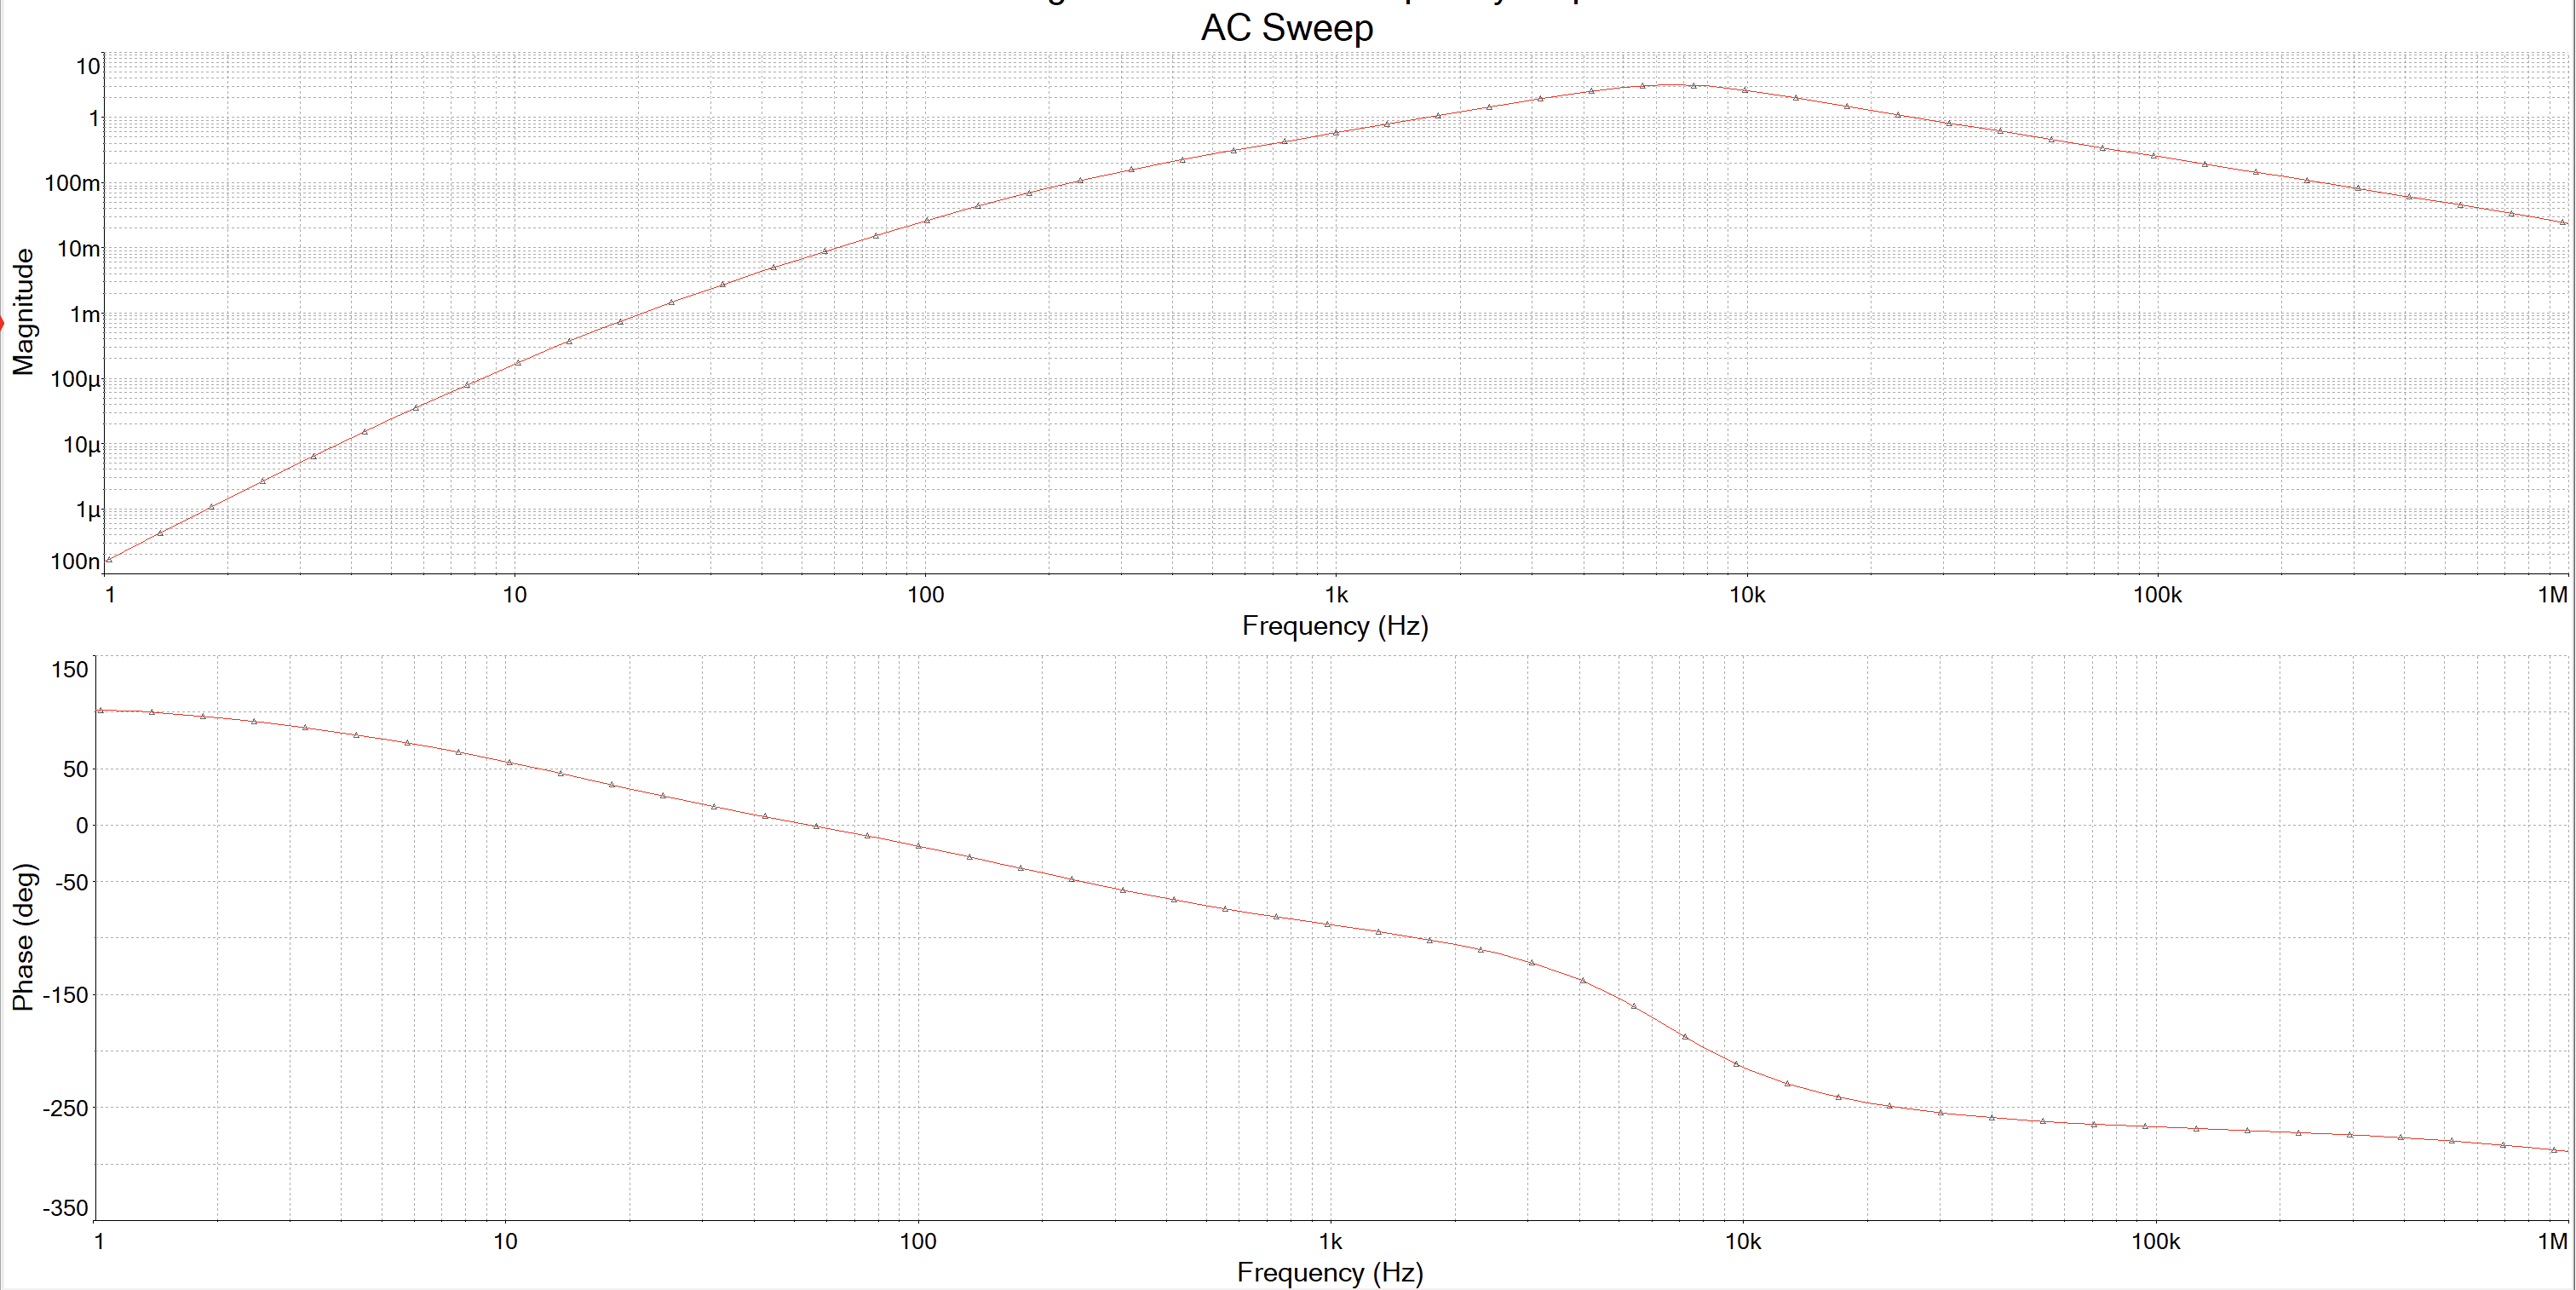 AC Sweep
10
1
100m
10m
1m
100µ
10µ
1µ
100n
Magnitude
1 10 100 1k 10k 100k 1M
Frequency (Hz)
150
50
0
-50
-150
-250
-350
Phase (deg)
1 10 100 1k 10k 100k 1M
Frequency (Hz)